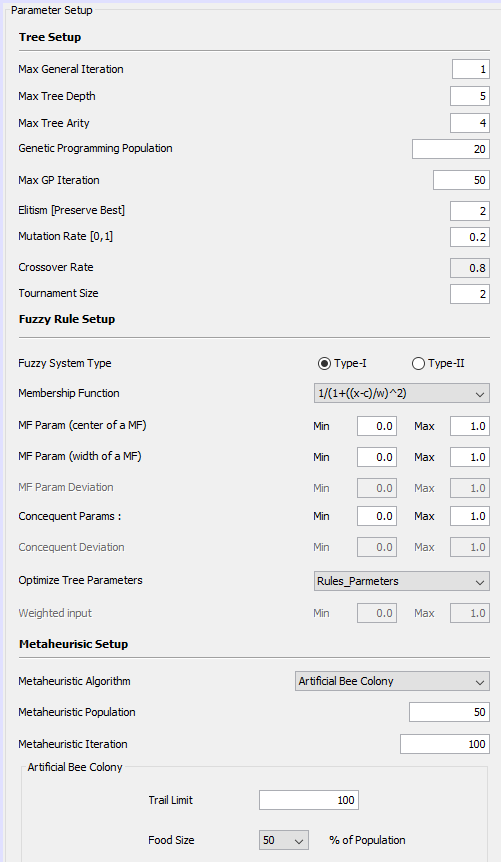 Parameter Setup
Tree Setup
Max General Iteration 1
Max Tree Depth 5
Max Tree Arity 4
Genetic Programming Population 20
Max GP Iteration 50
Elitism [Preserve Best] 2
Mutation Rate [0,1] 0.2
Crossover Rate 0.8
Tournament Size 2
Fuzzy Rule Setup
Fuzzy System Type Type-I Type-II
Membership Function 1/(1+((x-c)/w)^2)
MF Param (center of a MF) Min 0.0 Max 1.0
MF Param (width of a MF) Min 0.0 Max 1.0
MF Param Deviation Min 0.0 Max 1.0
Concequent Params : Min 0.0 Max 1.0
Concequent Deviation Min 0.0 Max 1.0
Optimize Tree Parameters Rules_Parmeters
Weighted input Min 0.0 Max 1.0
Metaheurisic Setup
Metaheuristic Algorithm Artificial Bee Colony
Metaheuristic Population 50
Metaheuristic Iteration 100
Artificial Bee Colony
Trail Limit 100
Food Size 50 % of Population